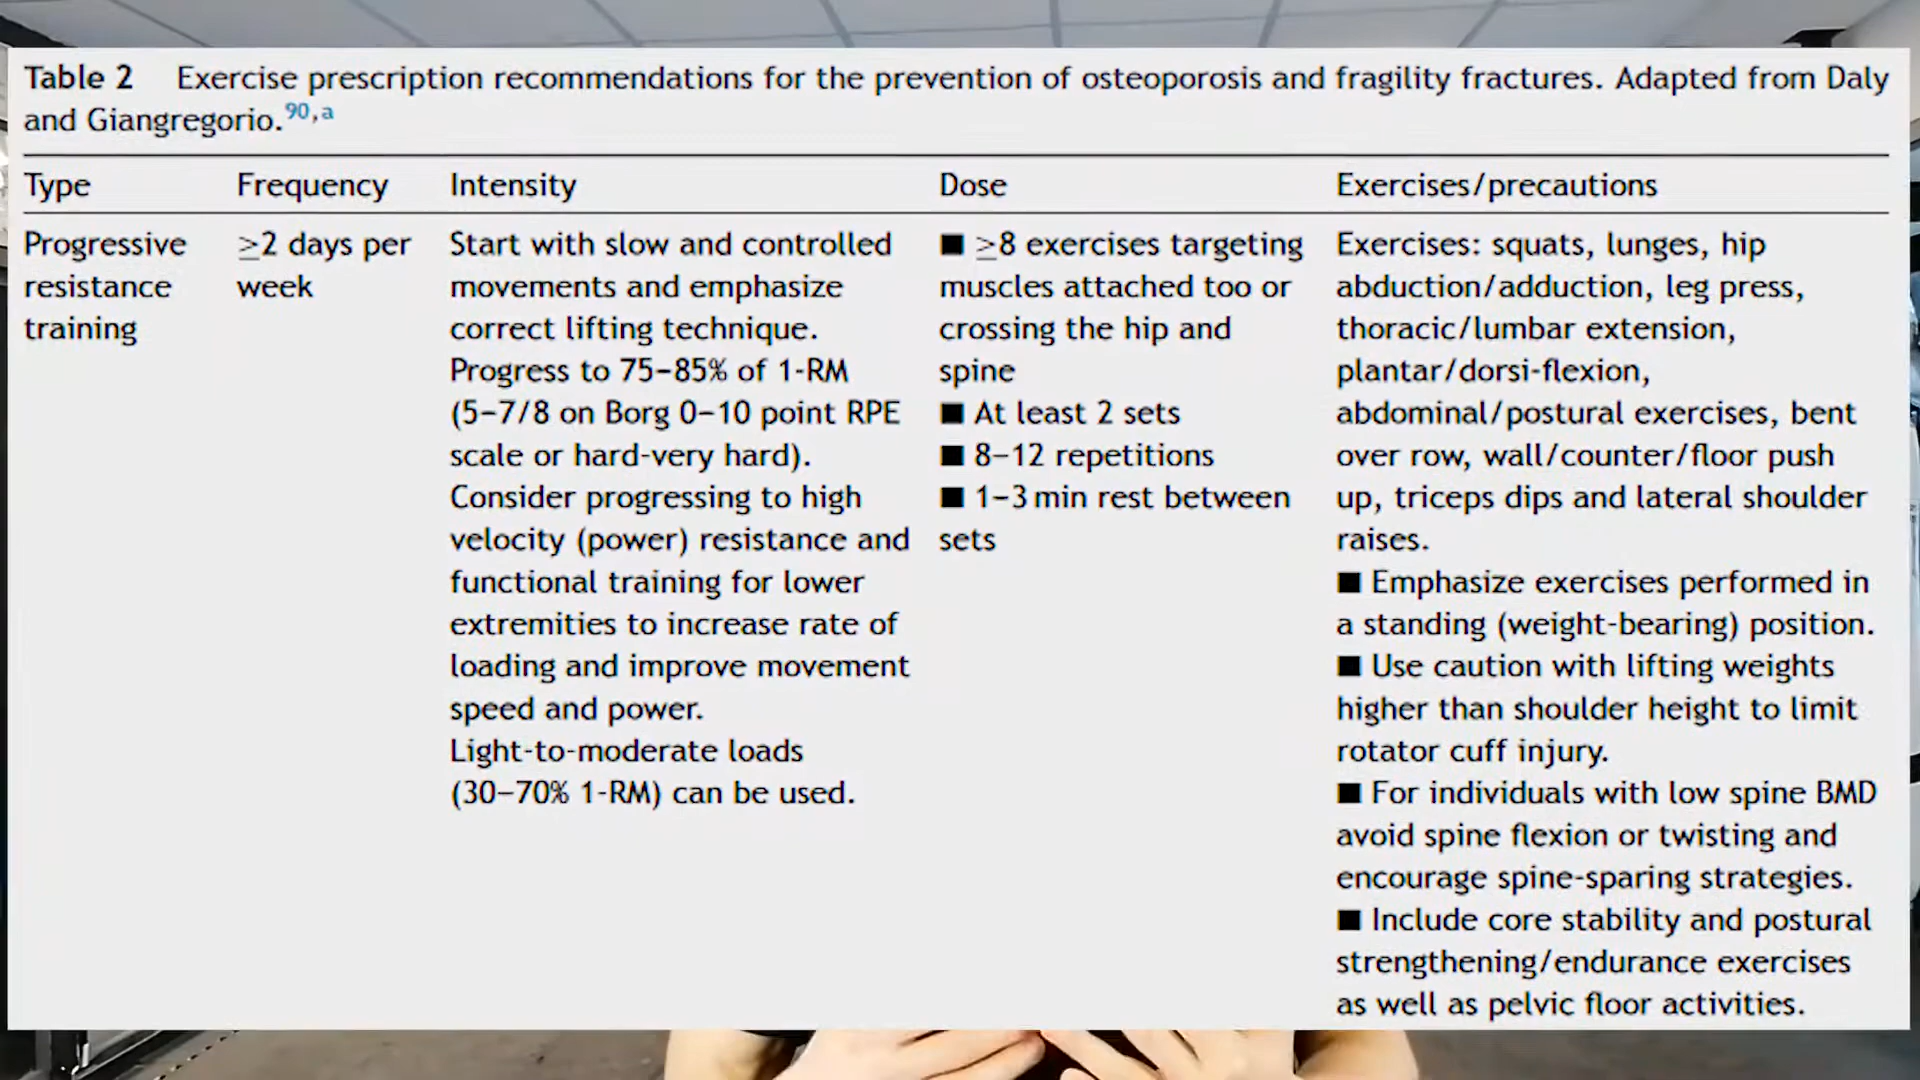 Table 2 Exercise prescription recommendations for the prevention of osteoporosis and fragility fractures. Adapted from Daly
and Giangregorio.90,a
Type Frequency Intensity Dose Exercises/precautions
Progressive
resistance
training
≥2 days per
week
Start with slow and controlled
movements and emphasize
correct lifting technique.
Progress to 75–85% of 1-RM
(5–7/8 on Borg 0–10 point RPE
scale or hard-very hard).
Consider progressing to high
velocity (power) resistance and
functional training for lower
extremities to increase rate of
loading and improve movement
speed and power.
Light-to-moderate loads
(30–70% 1-RM) can be used.
■ ≥8 exercises targeting
muscles attached too or
crossing the hip and
spine
■ At least 2 sets
■ 8–12 repetitions
■ 1–3 min rest between
sets
Exercises: squats, lunges, hip
abduction/adduction, leg press,
thoracic/lumbar extension,
plantar/dorsi-flexion,
abdominal/postural exercises, bent
over row, wall/counter/floor push
up, triceps dips and lateral shoulder
raises.
■ Emphasize exercises performed in
a standing (weight-bearing) position.
■ Use caution with lifting weights
higher than shoulder height to limit
rotator cuff injury.
■ For individuals with low spine BMD
avoid spine flexion or twisting and
encourage spine-sparing strategies.
■ Include core stability and postural
strengthening/endurance exercises
as well as pelvic floor activities.